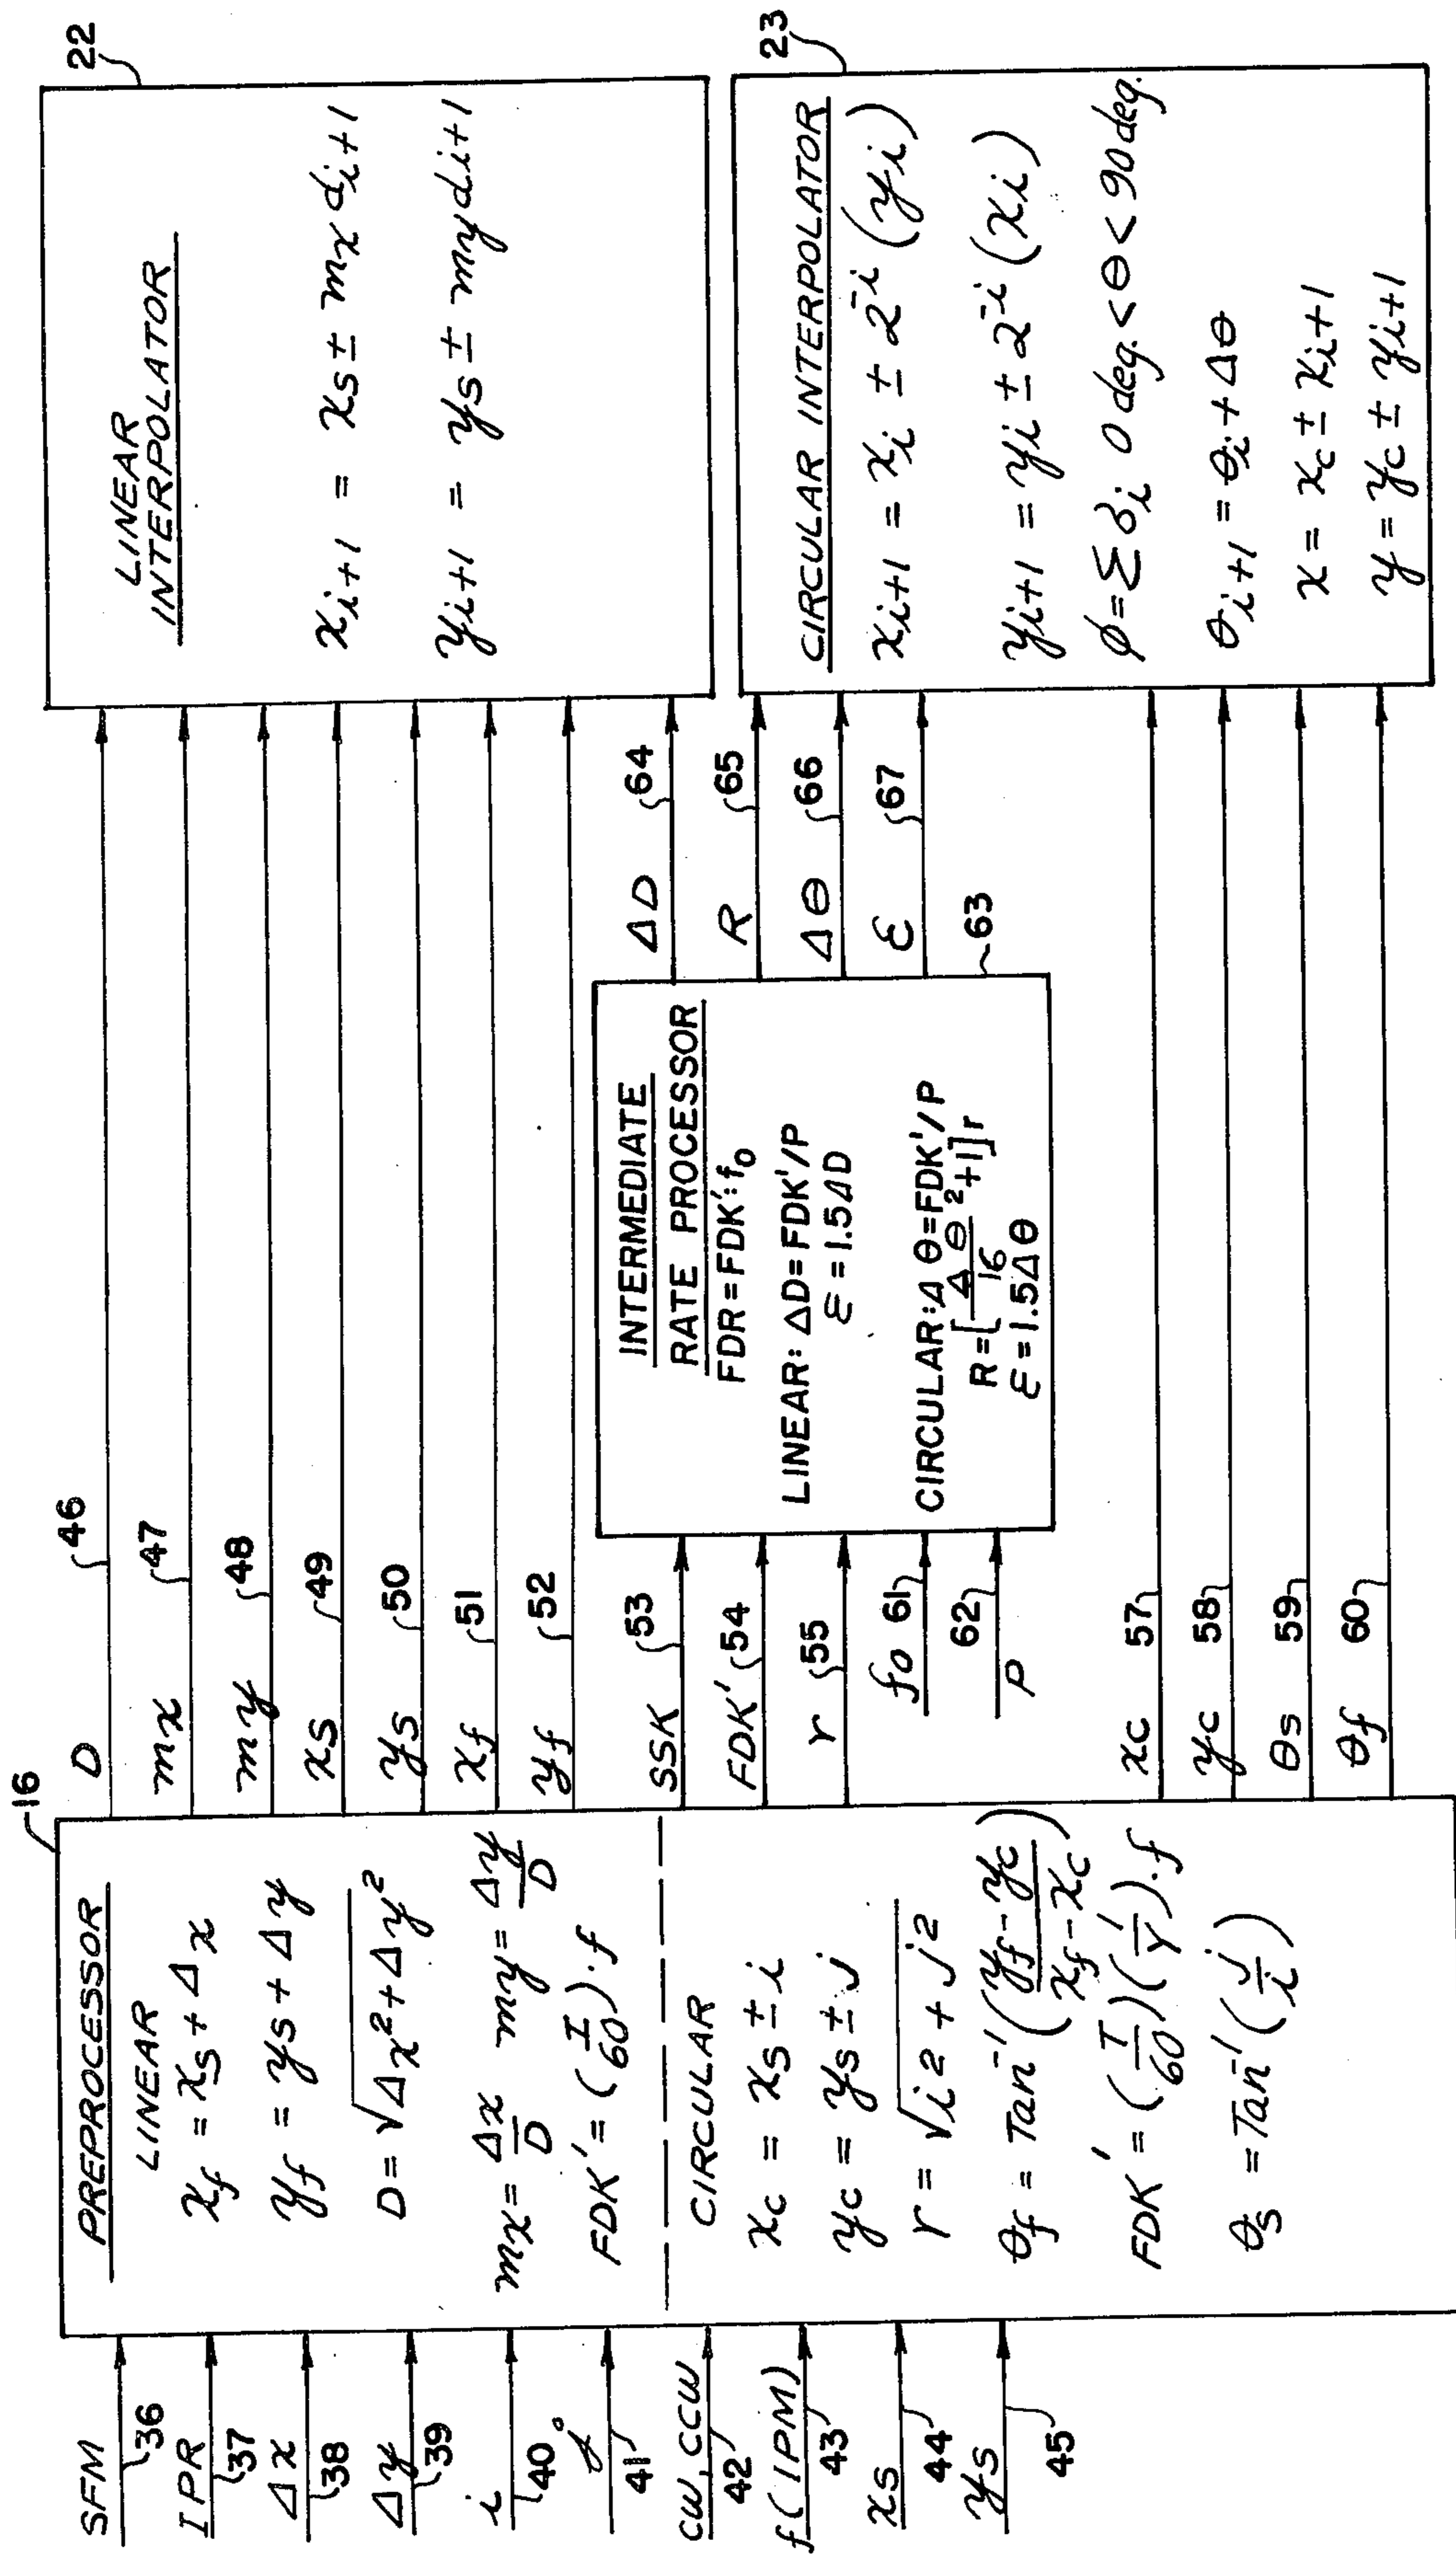 16
PREPROCESSOR
LINEAR
xf = xs + Δx
yf = ys + Δy
D = √Δx² + Δy²
mx = Δx/D   my = Δy/D
FDK' = (T/60) · f
CIRCULAR
xc = xs ± i
yc = ys ± j
r = √i² + j²
θf = Tan⁻¹ (yf - yc / xf - xc)
FDK' = (T/60)(1/r) · f
θs = Tan⁻¹ (j/i)
SFM
36
IPR
37
Δx
38
Δy
39
i
40
j
41
CW, CCW
42
f(IPM)
43
xs
44
ys
45
D
46
mx
47
my
48
xs
49
ys
50
xf
51
yf
52
SSK
53
FDK'
54
r
55
fo
61
62
P
xc
57
yc
58
θs
59
θf
60
INTERMEDIATE
RATE PROCESSOR
FDR = FDK' : fo
LINEAR: ΔD = FDK'/P
ε = 1.5ΔD
CIRCULAR: Δθ = FDK'/P
R = [Δθ²/16 + 1] r
ε = 1.5Δθ
63
ΔD
64
R
65
Δθ
66
ε
67
LINEAR
INTERPOLATOR
xi+1 = xs ± mx di+1
yi+1 = ys ± my di+1
22
CIRCULAR INTERPOLATOR
xi+1 = xi ± 2⁻ⁱ (yi)
yi+1 = yi ± 2⁻ⁱ (xi)
φ = Σ δi 0 deg. < θ < 90 deg.
θi+1 = θi + Δθ
x = xc ± xi+1
y = yc ± yi+1
23